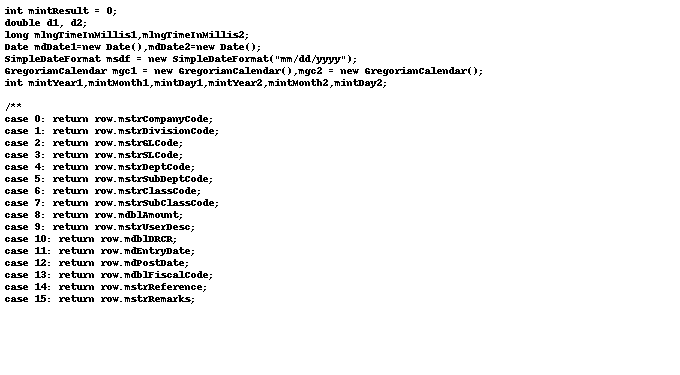 int mintResult = 0;
double d1, d2;
long mlngTimeInMillis1,mlngTimeInMillis2;
Date mdDate1=new Date(),mdDate2=new Date();
SimpleDateFormat msdf = new SimpleDateFormat("mm/dd/yyyy");
GregorianCalendar mgc1 = new GregorianCalendar(),mgc2 = new GregorianCalendar();
int mintYear1,mintMonth1,mintDay1,mintYear2,mintMonth2,mintDay2;
/**
case 0: return row.mstrCompanyCode;
case 1: return row.mstrDivisionCode;
case 2: return row.mstrGLCode;
case 3: return row.mstrSLCode;
case 4: return row.mstrDeptCode;
case 5: return row.mstrSubDeptCode;
case 6: return row.mstrClassCode;
case 7: return row.mstrSubClassCode;
case 8: return row.mdblAmount;
case 9: return row.mstrUserDesc;
case 10: return row.mdblDRCR;
case 11: return row.mdEntryDate;
case 12: return row.mdPostDate;
case 13: return row.mdblFiscalCode;
case 14: return row.mstrReference;
case 15: return row.mstrRemarks;